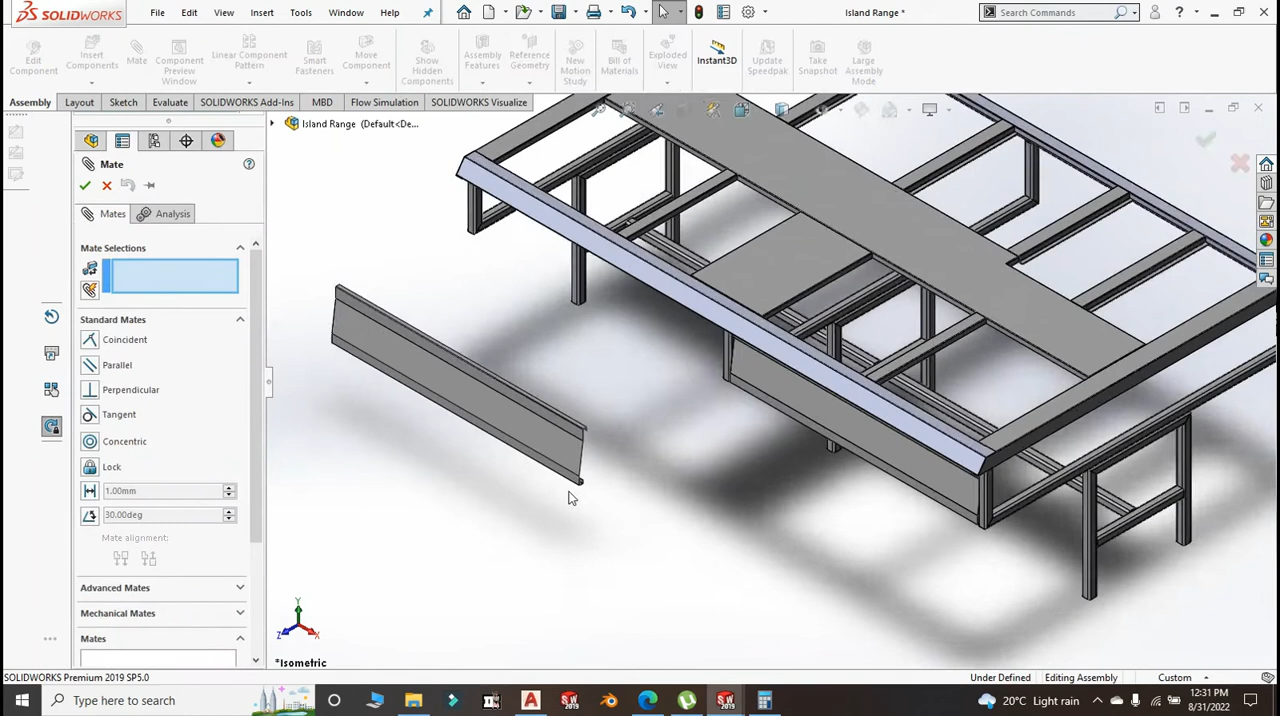 SOLIDWORKS File Edit View Insert Tools Window Help Island Range * Search Commands
Edit Component
Insert Components
Mate
Component Preview Window
Linear Component Pattern
Smart Fasteners
Move Component
Show Hidden Components
Assembly Features
Reference Geometry
New Motion Study
Bill of Materials
Exploded View
Instant3D
Update Speedpak
Take Snapshot
Large Assembly Mode
Assembly Layout Sketch Evaluate SOLIDWORKS Add-Ins MBD Flow Simulation SOLIDWORKS Visualize
Island Range (Default<De...
Mate
Mates Analysis
Mate Selections
Standard Mates
Coincident
Parallel
Perpendicular
Tangent
Concentric
Lock
1.00mm
30.00deg
Mate alignment:
Advanced Mates
Mechanical Mates
Mates
Y
Z X
*Isometric
SOLIDWORKS Premium 2019 SP5.0 Under Defined Editing Assembly Custom
Type here to search 20°C Light rain 12:31 PM
8/31/2022